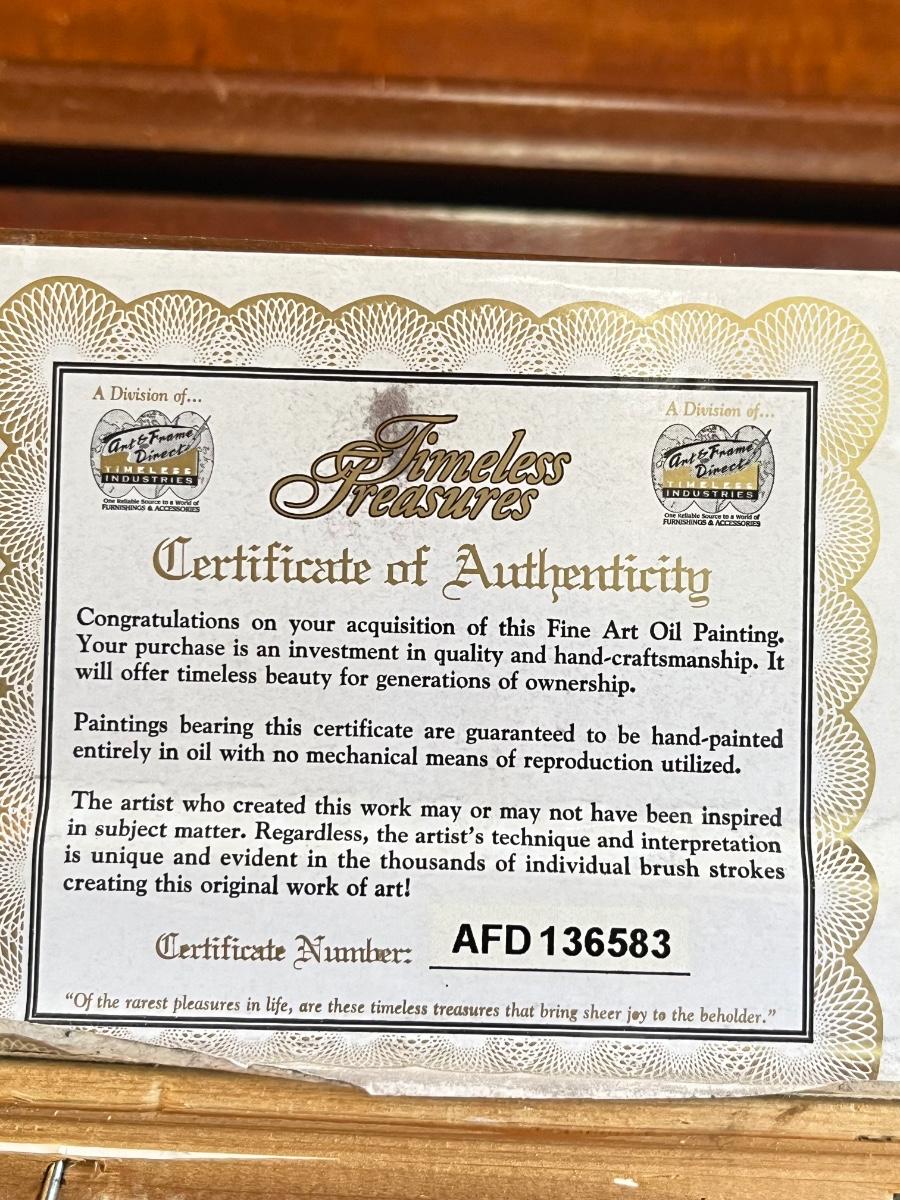 A Division of...
Art & Frame
Direct
TIMELESS
INDUSTRIES
One Reliable Source to a World of
FURNISHINGS & ACCESSORIES
Timeless
Treasures
A Division of...
Art & Frame
Direct
TIMELESS
INDUSTRIES
One Reliable Source to a World of
FURNISHINGS & ACCESSORIES
Certificate of Authenticity
Congratulations on your acquisition of this Fine Art Oil Painting.
Your purchase is an investment in quality and hand-craftsmanship. It
will offer timeless beauty for generations of ownership.
Paintings bearing this certificate are guaranteed to be hand-painted
entirely in oil with no mechanical means of reproduction utilized.
The artist who created this work may or may not have been inspired
in subject matter. Regardless, the artist's technique and interpretation
is unique and evident in the thousands of individual brush strokes
creating this original work of art!
Certificate Number: AFD 136583
"Of the rarest pleasures in life, are these timeless treasures that bring sheer joy to the beholder."